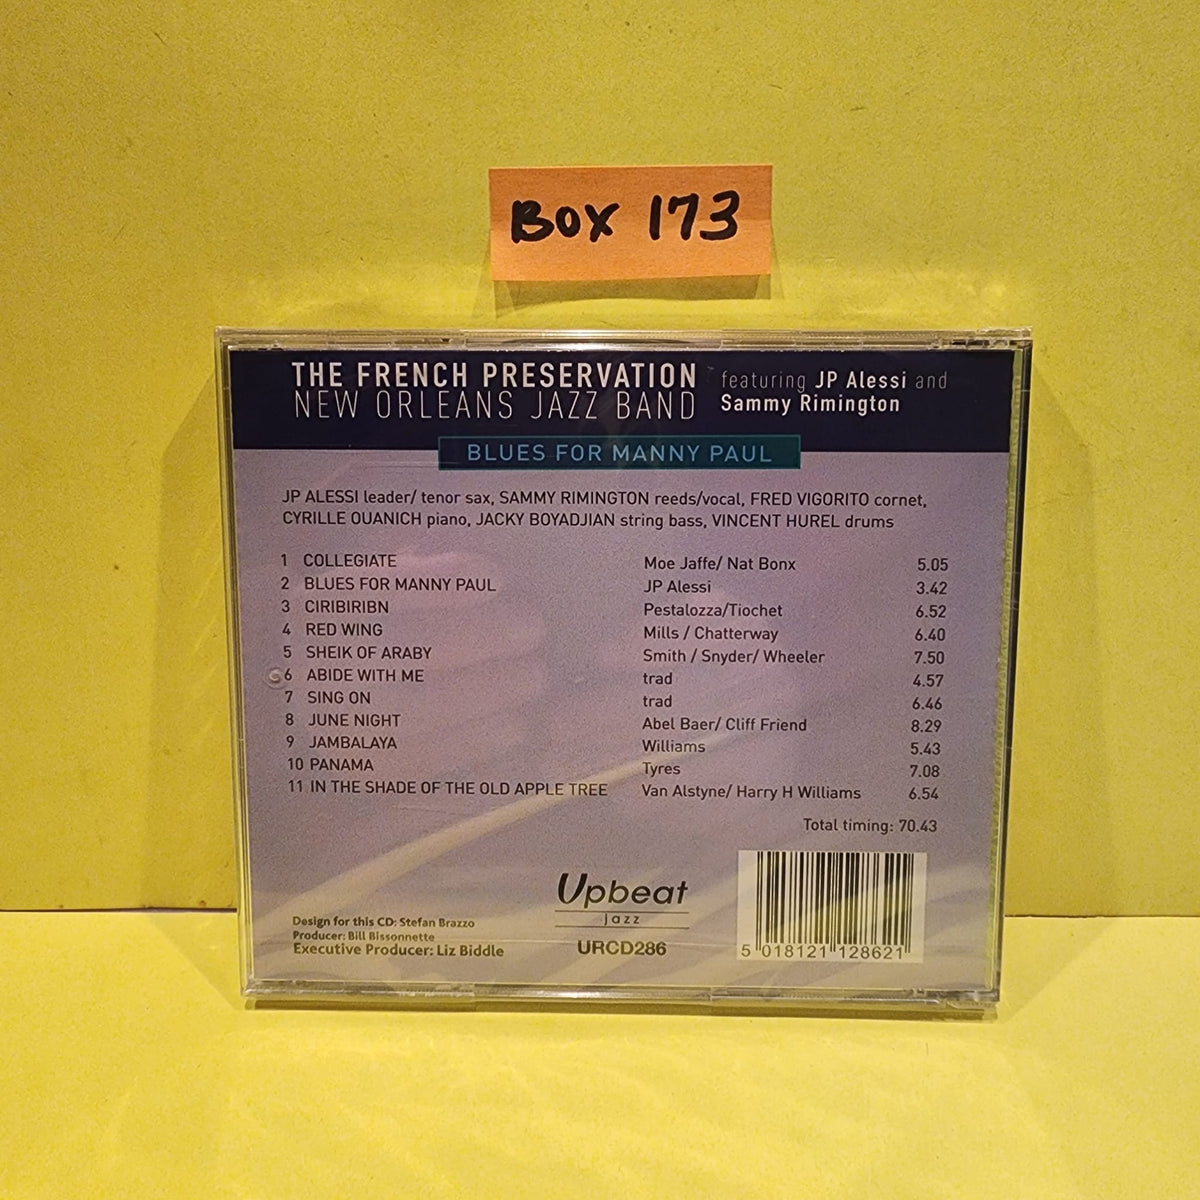 BOX 173
THE FRENCH PRESERVATION
NEW ORLEANS JAZZ BAND
featuring JP Alessi and
Sammy Rimington
BLUES FOR MANNY PAUL
JP ALESSI leader/ tenor sax, SAMMY RIMINGTON reeds/vocal, FRED VIGORITO cornet,
CYRILLE OUANICH piano, JACKY BOYADJIAN string bass, VINCENT HUREL drums
1 COLLEGIATE Moe Jaffe/ Nat Bonx 5.05
2 BLUES FOR MANNY PAUL JP Alessi 3.42
3 CIRIBIRIBN Pestalozza/Tiochet 6.52
4 RED WING Mills / Chatterway 6.40
5 SHEIK OF ARABY Smith / Snyder/ Wheeler 7.50
6 ABIDE WITH ME trad 4.57
7 SING ON trad 6.46
8 JUNE NIGHT Abel Baer/ Cliff Friend 8.29
9 JAMBALAYA Williams 5.43
10 PANAMA Tyres 7.08
11 IN THE SHADE OF THE OLD APPLE TREE Van Alstyne/ Harry H Williams 6.54
Total timing: 70.43
Design for this CD: Stefan Brazzo
Producer: Bill Bissonnette
Executive Producer: Liz Biddle
Upbeat
jazz
URCD286
5 018121 128621